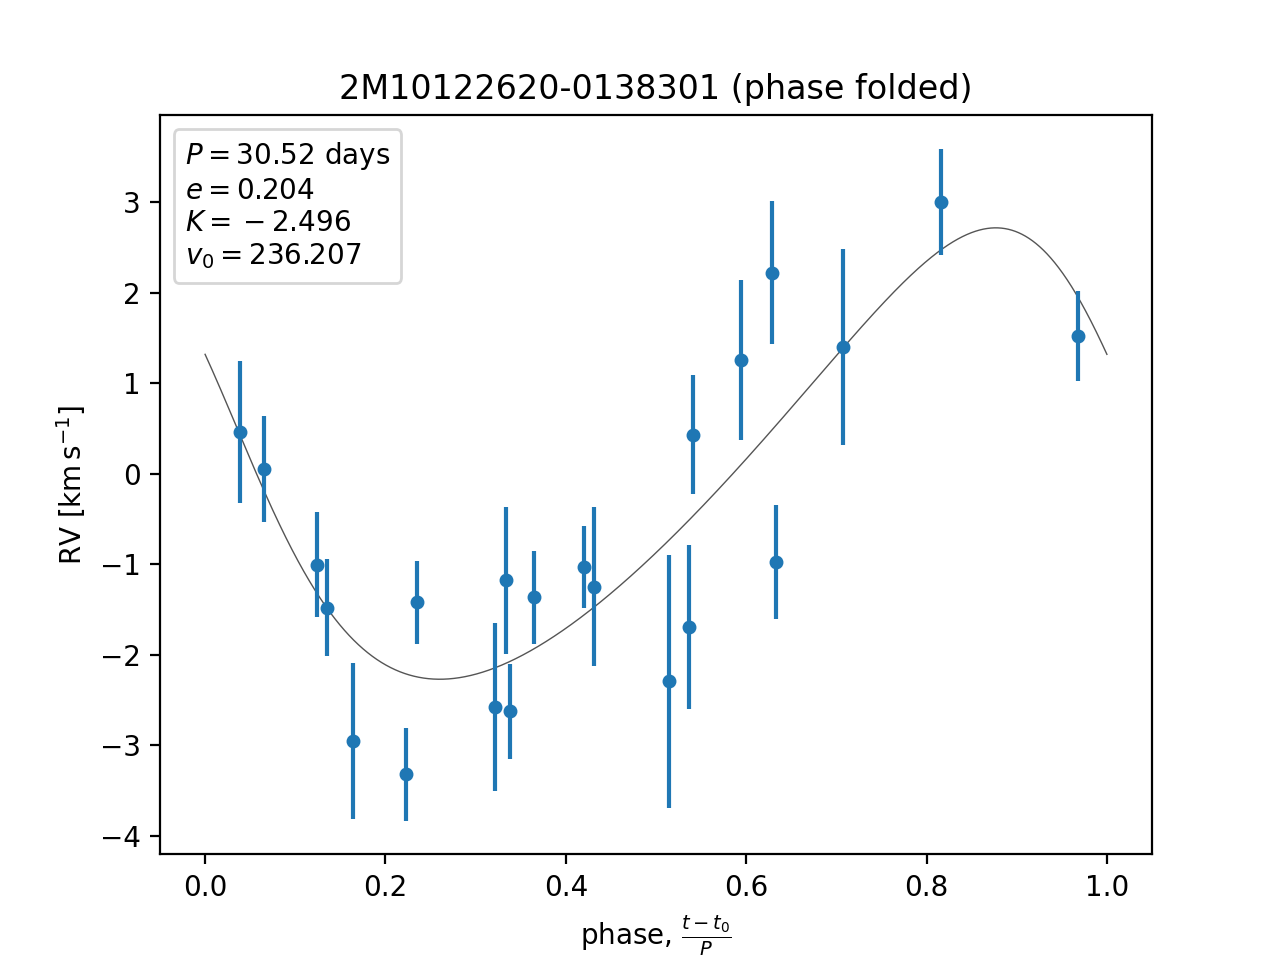 2M10122620-0138301 (phase folded)
P = 30.52 days
e = 0.204
K = −2.496
v₀ = 236.207
3
2
1
0
−1
−2
−3
−4
RV [km s⁻¹]
0.0 0.2 0.4 0.6 0.8 1.0
phase, (t − t₀)/P